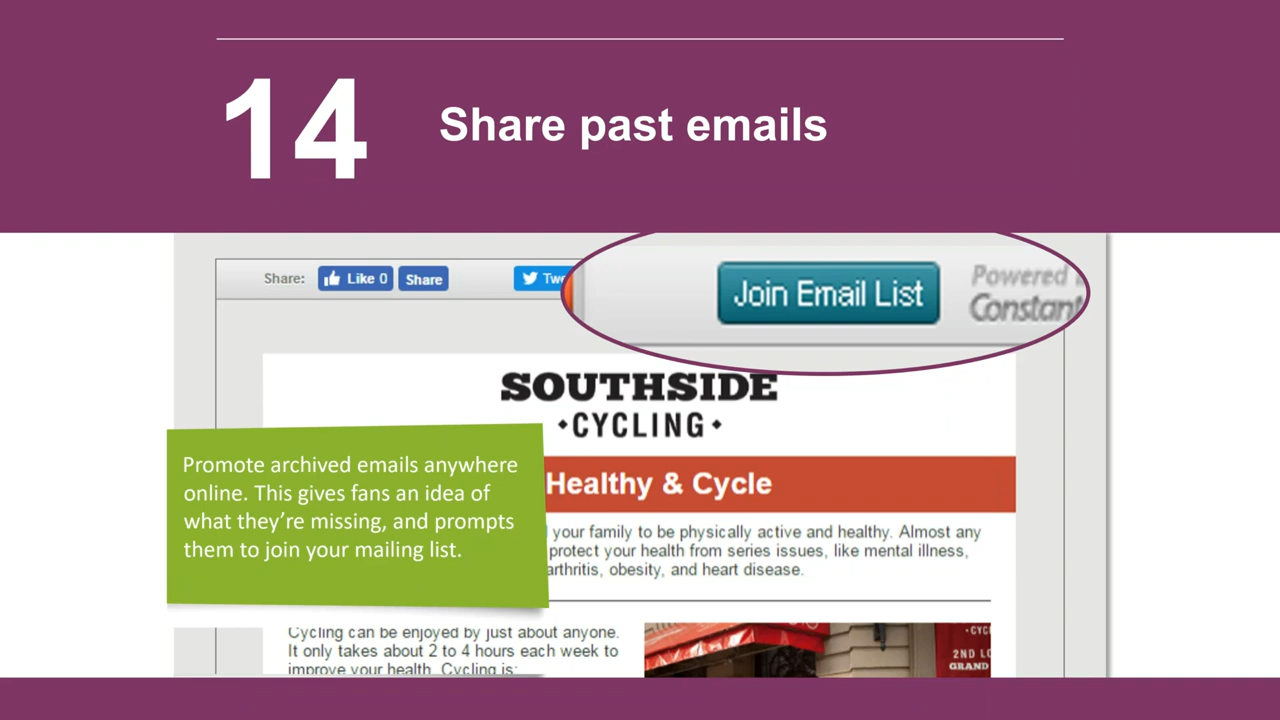 14
Share past emails
Share:
Like 0
Share
Join Email List
Powered
Constant
SOUTHSIDE
CYCLING
Healthy & Cycle
Promote archived emails anywhere
online. This gives fans an idea of
what they're missing, and prompts
them to join your mailing list.
your family to be physically active and healthy. Almost any
protect your health from series issues, like mental illness,
arthritis, obesity, and heart disease.
Cycling can be enjoyed by just about anyone.
It only takes about 2 to 4 hours each week to
improve your health. Cycling is:
2ND
GRAND